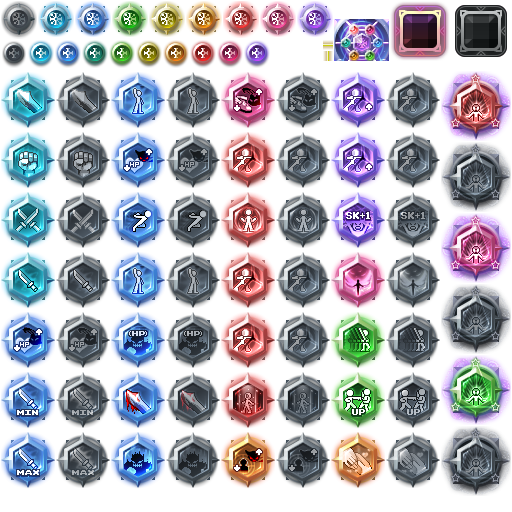 HP HP
SK+1 SK+1
HP HP (HP) (HP)
MIN MIN UP UP
MAX MAX